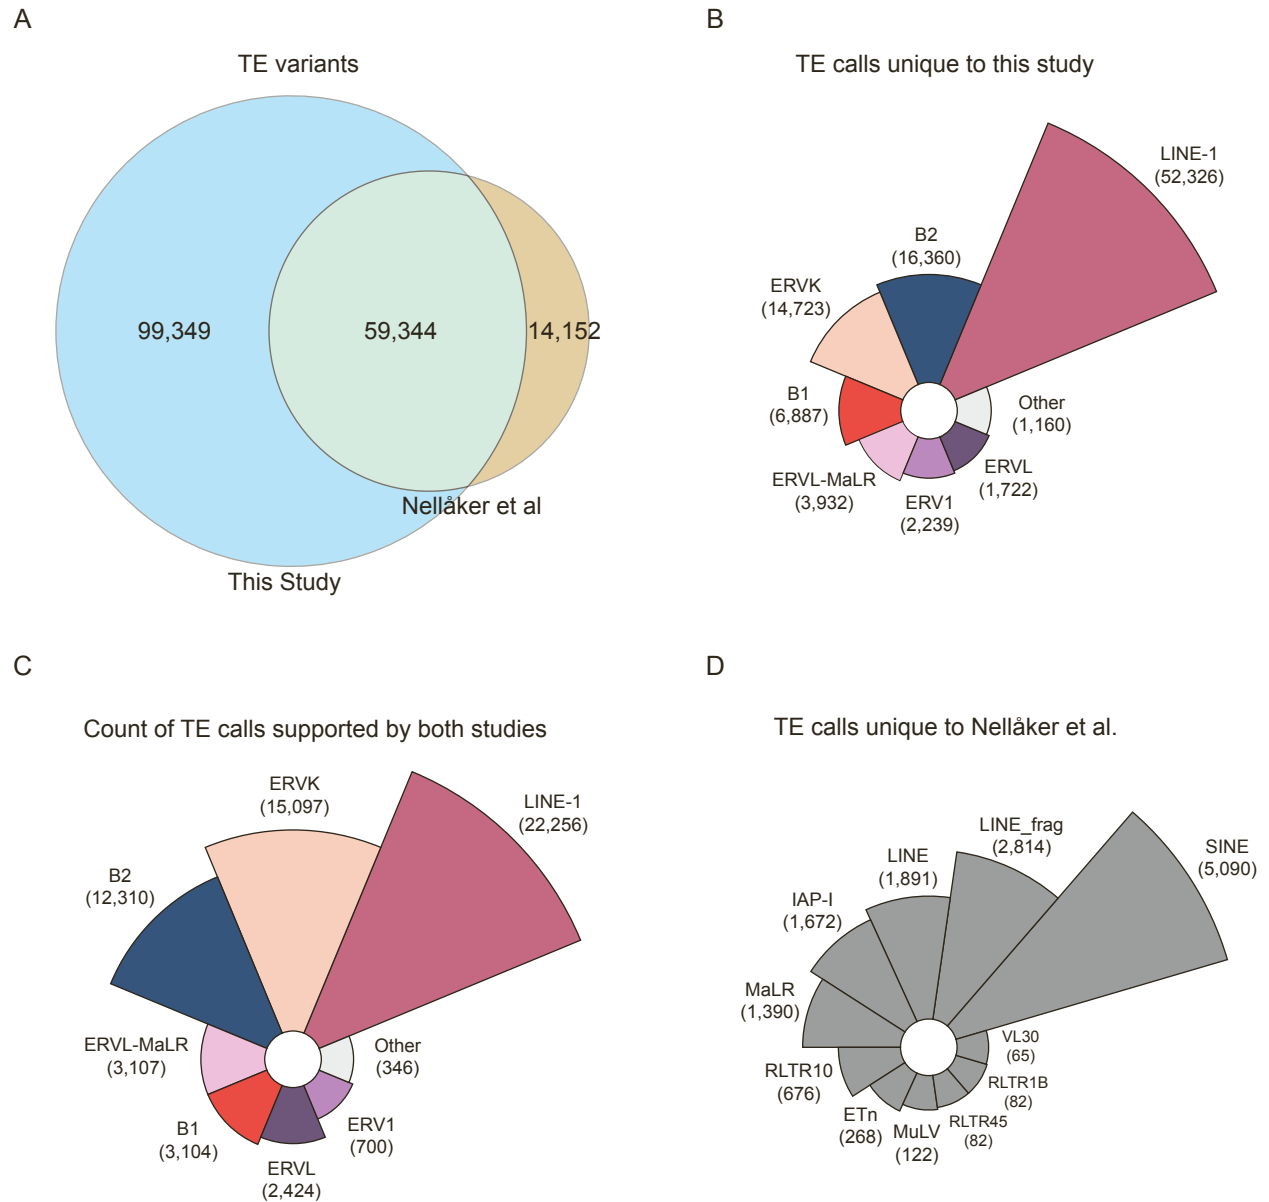 A
TE variants
99,349
59,344
14,152
Nellåker et al
This Study
B
TE calls unique to this study
LINE-1
(52,326)
B2
(16,360)
ERVK
(14,723)
B1
(6,887)
ERVL-MaLR
(3,932)
ERV1
(2,239)
ERVL
(1,722)
Other
(1,160)
C
Count of TE calls supported by both studies
LINE-1
(22,256)
ERVK
(15,097)
B2
(12,310)
ERVL-MaLR
(3,107)
B1
(3,104)
ERVL
(2,424)
ERV1
(700)
Other
(346)
D
TE calls unique to Nellåker et al.
SINE
(5,090)
LINE_frag
(2,814)
LINE
(1,891)
IAP-I
(1,672)
MaLR
(1,390)
RLTR10
(676)
ETn
(268)
MuLV
(122)
RLTR45
(82)
RLTR1B
(82)
VL30
(65)